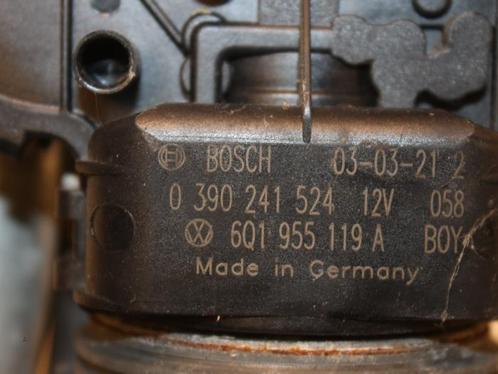 BOSCH 03-03-21 2
0 390 241 524 12V 058
6Q1 955 119 A BOY
Made in Germany